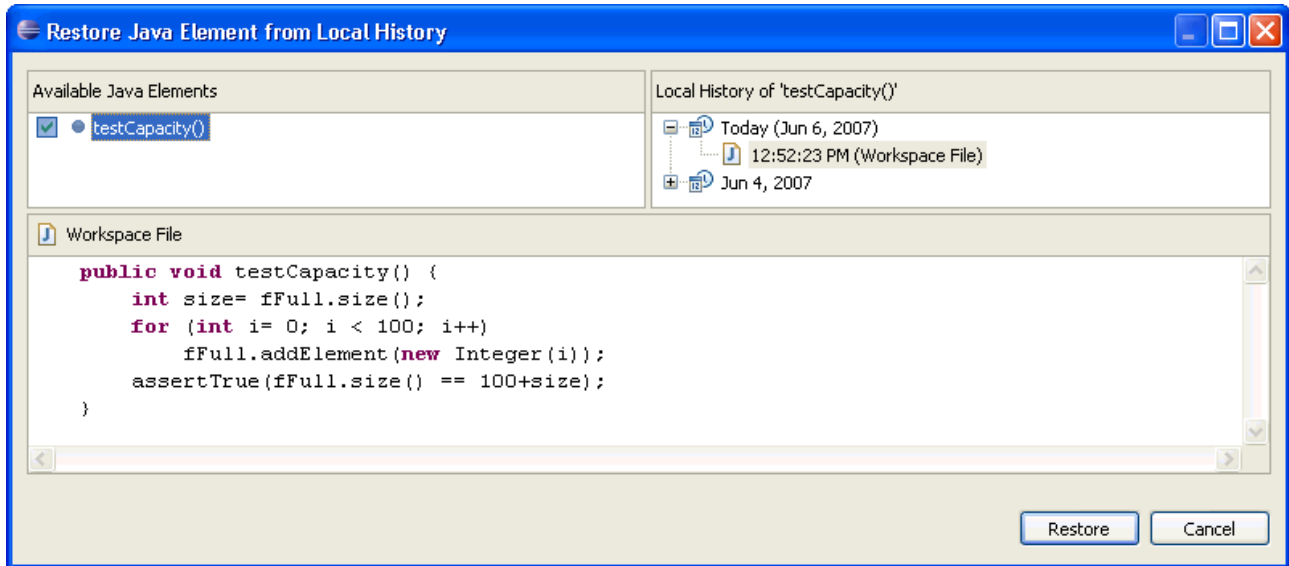 Restore Java Element from Local History
Available Java Elements
testCapacity()
Local History of 'testCapacity()'
Today (Jun 6, 2007)
12:52:23 PM (Workspace File)
Jun 4, 2007
Workspace File
public void testCapacity() {
int size= fFull.size();
for (int i= 0; i < 100; i++)
fFull.addElement(new Integer(i));
assertTrue(fFull.size() == 100+size);
}
Restore
Cancel